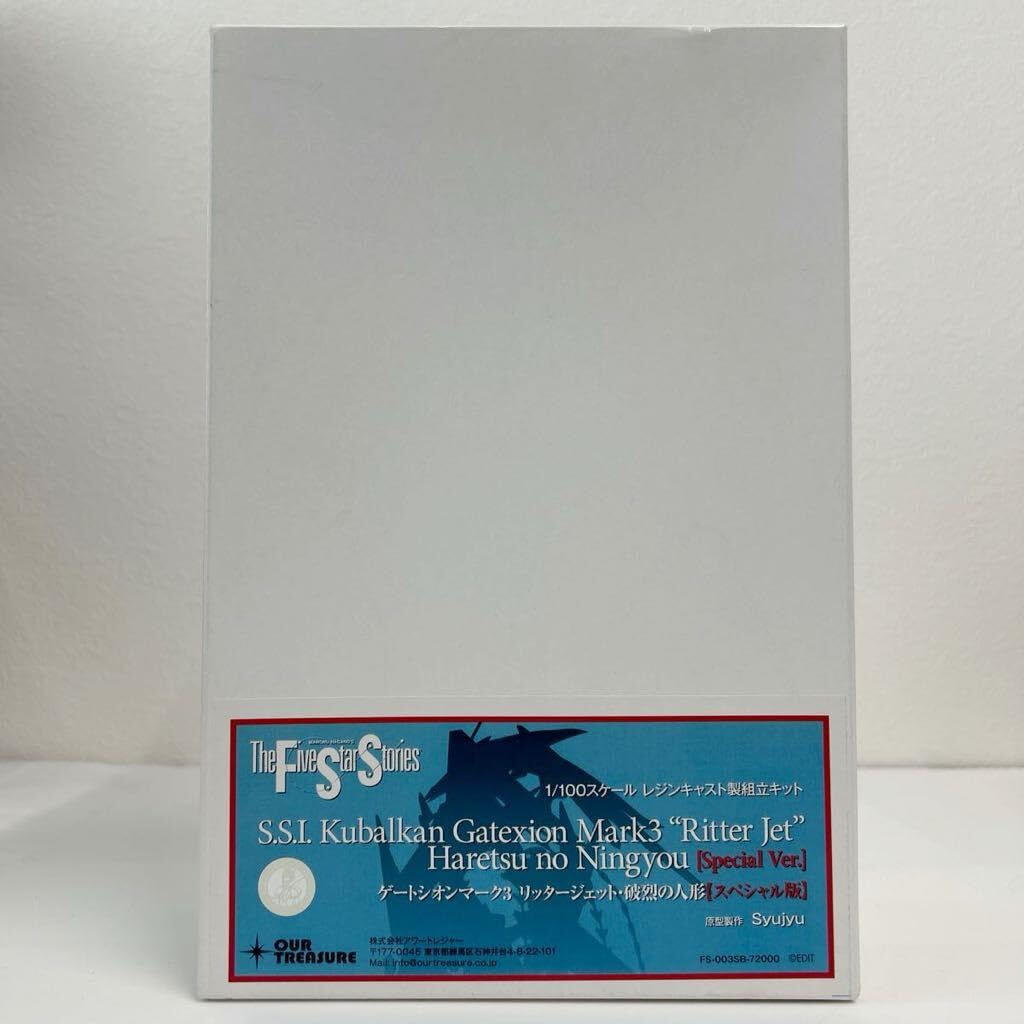 MAMORU NAGANO'S
The Five Star Stories
1/100スケール レジンキャスト製組立キット
S.S.I. Kubalkan Gatexion Mark3 “Ritter Jet”
Haretsu no Ningyou [Special Ver.]
ゲートシオンマーク3 リッタージェット・破烈の人形【スペシャル版】
原型製作 Syujyu
OUR
TREASURE
株式会社アワートレジャー
〒177-0045 東京都練馬区石神井台4-8-22-101
Mail: info@ourtreasure.co.jp
FS-003SB-72000 ©EDIT